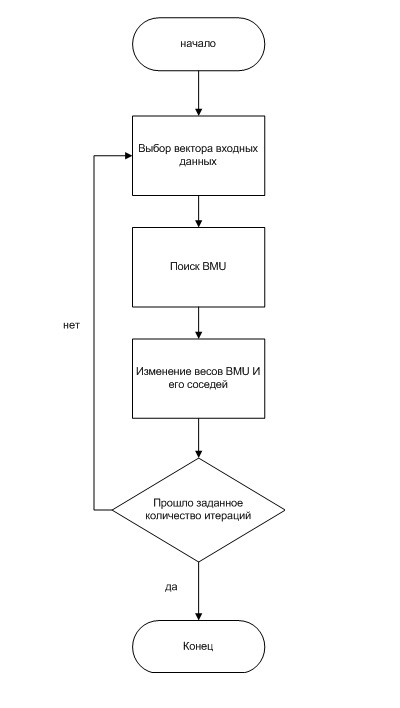 начало
Выбор вектора входных
данных
Поиск BMU
нет
Изменение весов BMU И
его соседей
Прошло заданное
количество итераций
да
Конец